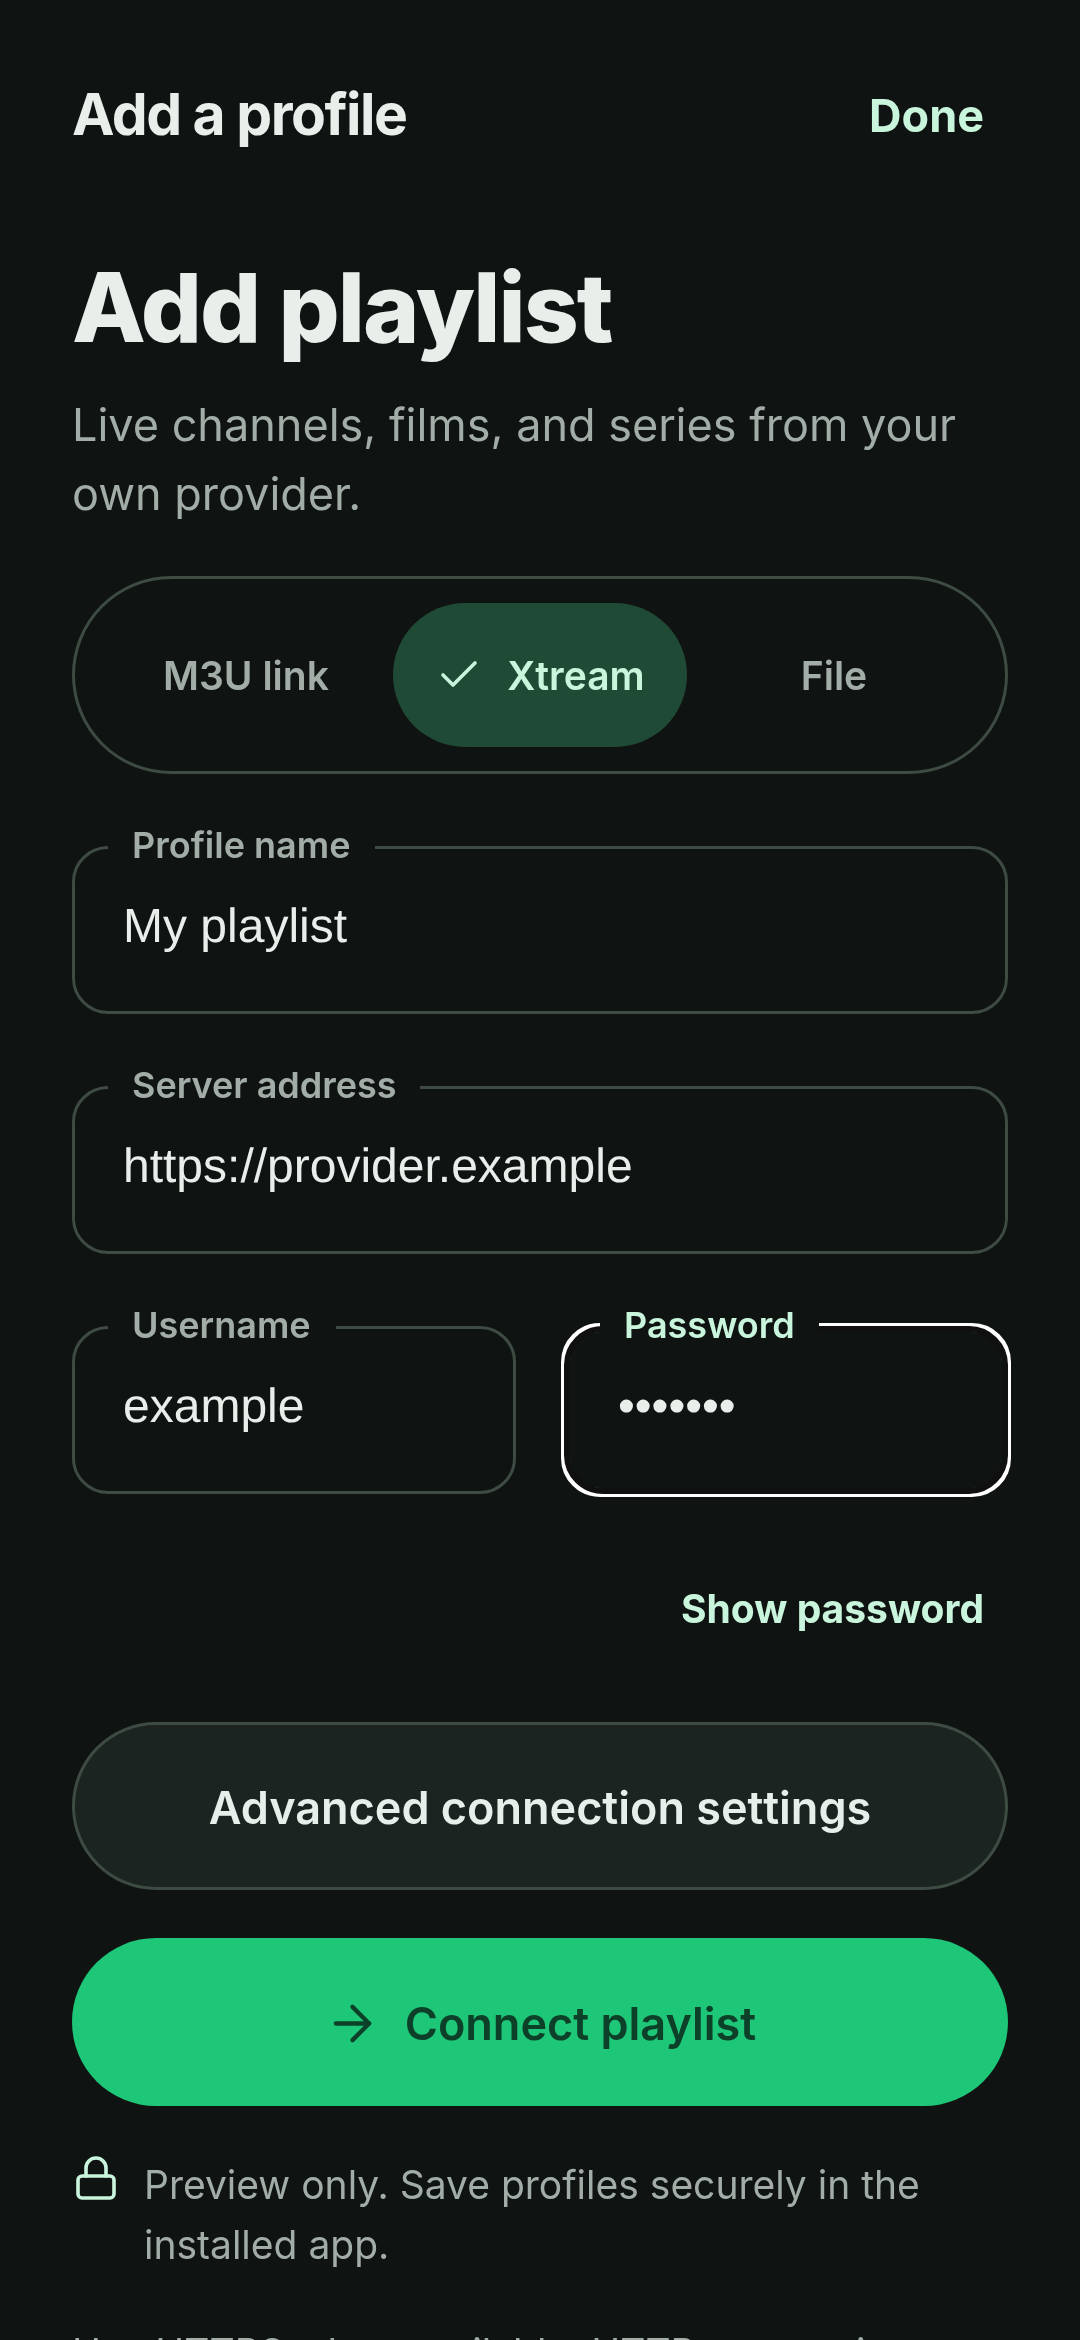 Add a profile
Done
Add playlist
Live channels, films, and series from your
own provider.
M3U link
Xtream
File
Profile name
My playlist
Server address
https://provider.example
Username
Password
example
•••••••
Show password
Advanced connection settings
Connect playlist
Preview only. Save profiles securely in the
installed app.